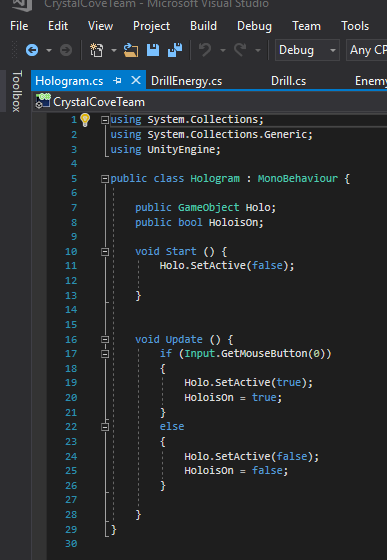 CrystalCoveTeam - Microsoft Visual Studio
File Edit View Project Build Debug Team
Debug Any CP
Toolbox
Hologram.cs DrillEnergy.cs Drill.cs Enem
CrystalCoveTeam
1 using System.Collections;
2 using System.Collections.Generic;
3 using UnityEngine;
4
5 public class Hologram : MonoBehaviour {
6
7 public GameObject Holo;
8 public bool HoloisOn;
9
10 void Start () {
11 Holo.SetActive(false);
12
13 }
14
15
16 void Update () {
17 if (Input.GetMouseButton(0))
18 {
19 Holo.SetActive(true);
20 HoloisOn = true;
21 }
22 else
23 {
24 Holo.SetActive(false);
25 HoloisOn = false;
26 }
27
28 }
29 }
30